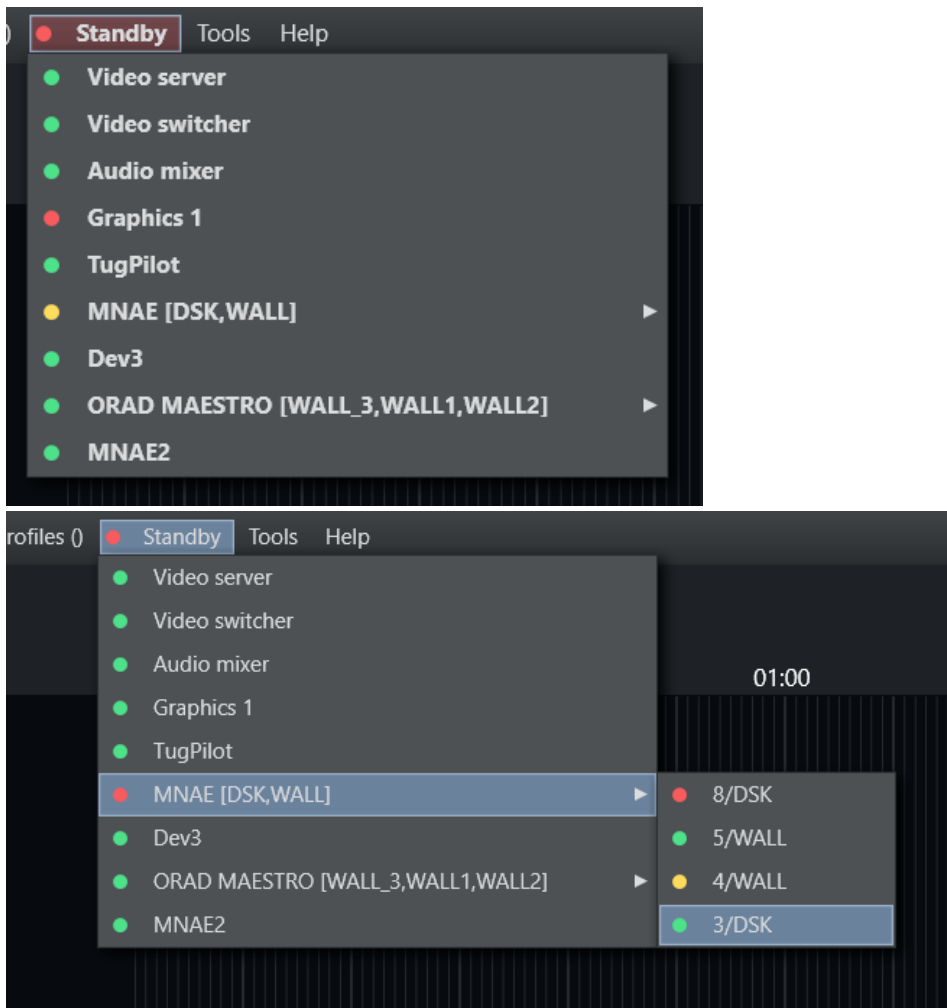 ) Standby Tools Help
Video server
Video switcher
Audio mixer
Graphics 1
TugPilot
MNAE [DSK,WALL]
Dev3
ORAD MAESTRO [WALL_3,WALL1,WALL2]
MNAE2
rofiles () Standby Tools Help
Video server
Video switcher
Audio mixer
01:00
Graphics 1
TugPilot
MNAE [DSK,WALL] 8/DSK
Dev3 5/WALL
ORAD MAESTRO [WALL_3,WALL1,WALL2] 4/WALL
MNAE2 3/DSK